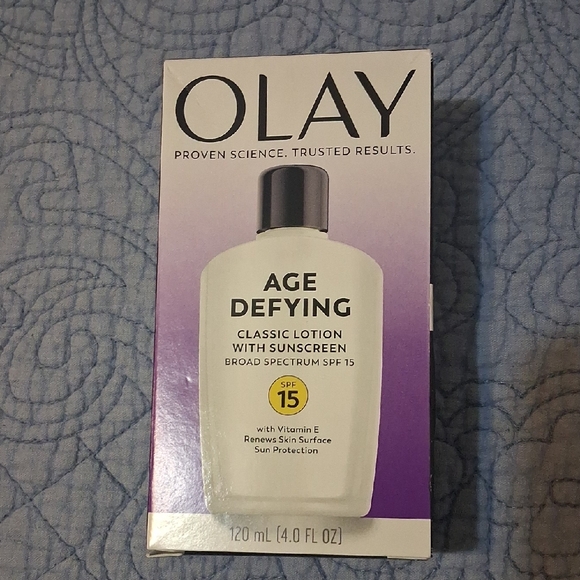 OLAY
PROVEN SCIENCE. TRUSTED RESULTS.
AGE
DEFYING
CLASSIC LOTION
WITH SUNSCREEN
BROAD SPECTRUM SPF 15
SPF
15
with Vitamin E
Renews Skin Surface
Sun Protection
120 mL (4.0 FL OZ)